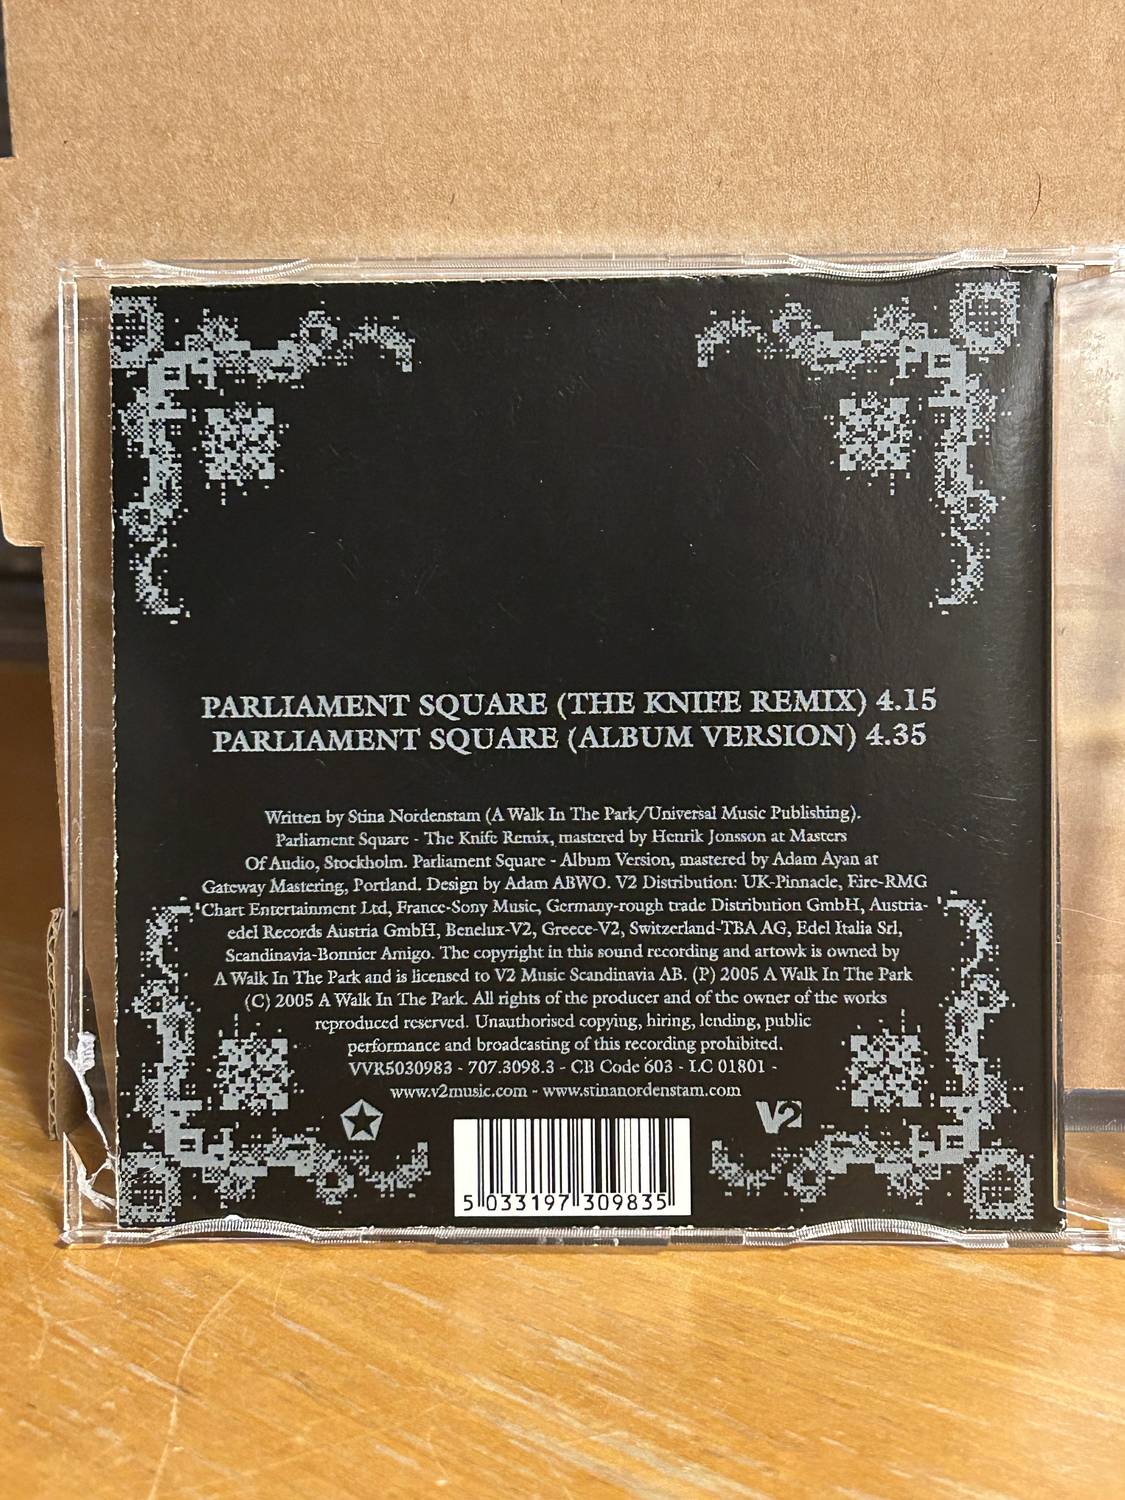 PARLIAMENT SQUARE (THE KNIFE REMIX) 4.15
PARLIAMENT SQUARE (ALBUM VERSION) 4.35
Written by Stina Nordenstam (A Walk In The Park/Universal Music Publishing).
Parliament Square - The Knife Remix, mastered by Henrik Jonsson at Masters
Of Audio, Stockholm. Parliament Square - Album Version, mastered by Adam Ayan at
Gateway Mastering, Portland. Design by Adam ABWO. V2 Distribution: UK-Pinnacle, Eire-RMG
Chart Entertainment Ltd, France-Sony Music, Germany-rough trade Distribution GmbH, Austria-
edel Records Austria GmbH, Benelux-V2, Greece-V2, Switzerland-TBA AG, Edel Italia Srl,
Scandinavia-Bonnier Amigo. The copyright in this sound recording and artowk is owned by
A Walk In The Park and is licensed to V2 Music Scandinavia AB. (P) 2005 A Walk In The Park
(C) 2005 A Walk In The Park. All rights of the producer and of the owner of the works
reproduced reserved. Unauthorised copying, hiring, lending, public
performance and broadcasting of this recording prohibited.
VVR5030983 - 707.3098.3 - CB Code 603 - LC 01801 -
www.v2music.com - www.stinanordenstam.com
V2
5 033197 309835